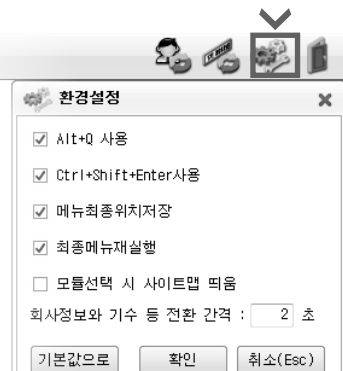 환경설정
Alt+Q 사용
Ctrl+Shift+Enter사용
메뉴최종위치저장
최종메뉴재실행
모듈선택 시 사이트맵 띄움
회사정보와 기수 등 전환 간격 : 2 초
기본값으로 확인 취소(Esc)